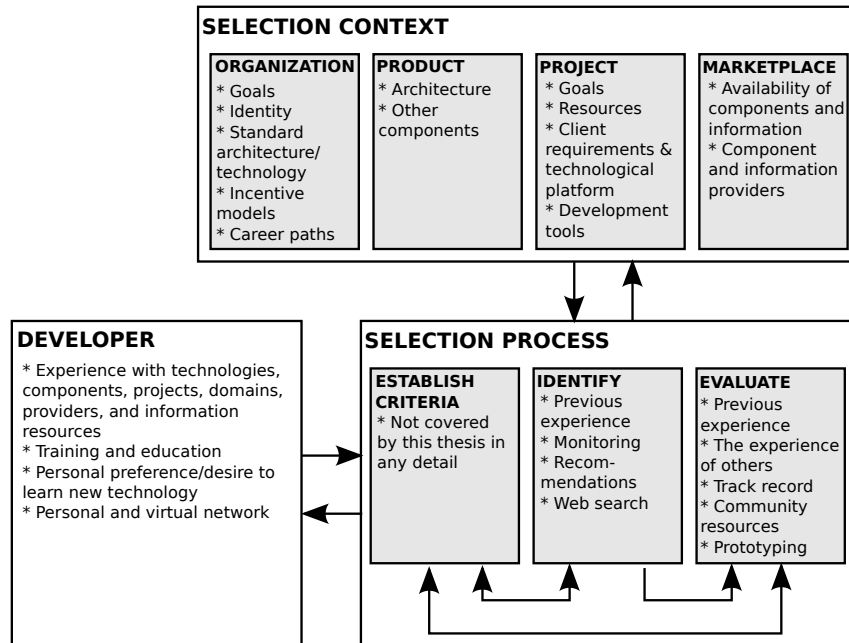 SELECTION CONTEXT
ORGANIZATION
* Goals
* Identity
* Standard
architecture/
technology
* Incentive
models
* Career paths
PRODUCT
* Architecture
* Other
components
PROJECT
* Goals
* Resources
* Client
requirements &
technological
platform
* Development
tools
MARKETPLACE
* Availability of
components and
information
* Component
and information
providers
DEVELOPER
* Experience with technologies,
components, projects, domains,
providers, and information
resources
* Training and education
* Personal preference/desire to
learn new technology
* Personal and virtual network
SELECTION PROCESS
ESTABLISH
CRITERIA
* Not covered
by this thesis in
any detail
IDENTIFY
* Previous
experience
* Monitoring
* Recom-
mendations
* Web search
EVALUATE
* Previous
experience
* The experience
of others
* Track record
* Community
resources
* Prototyping